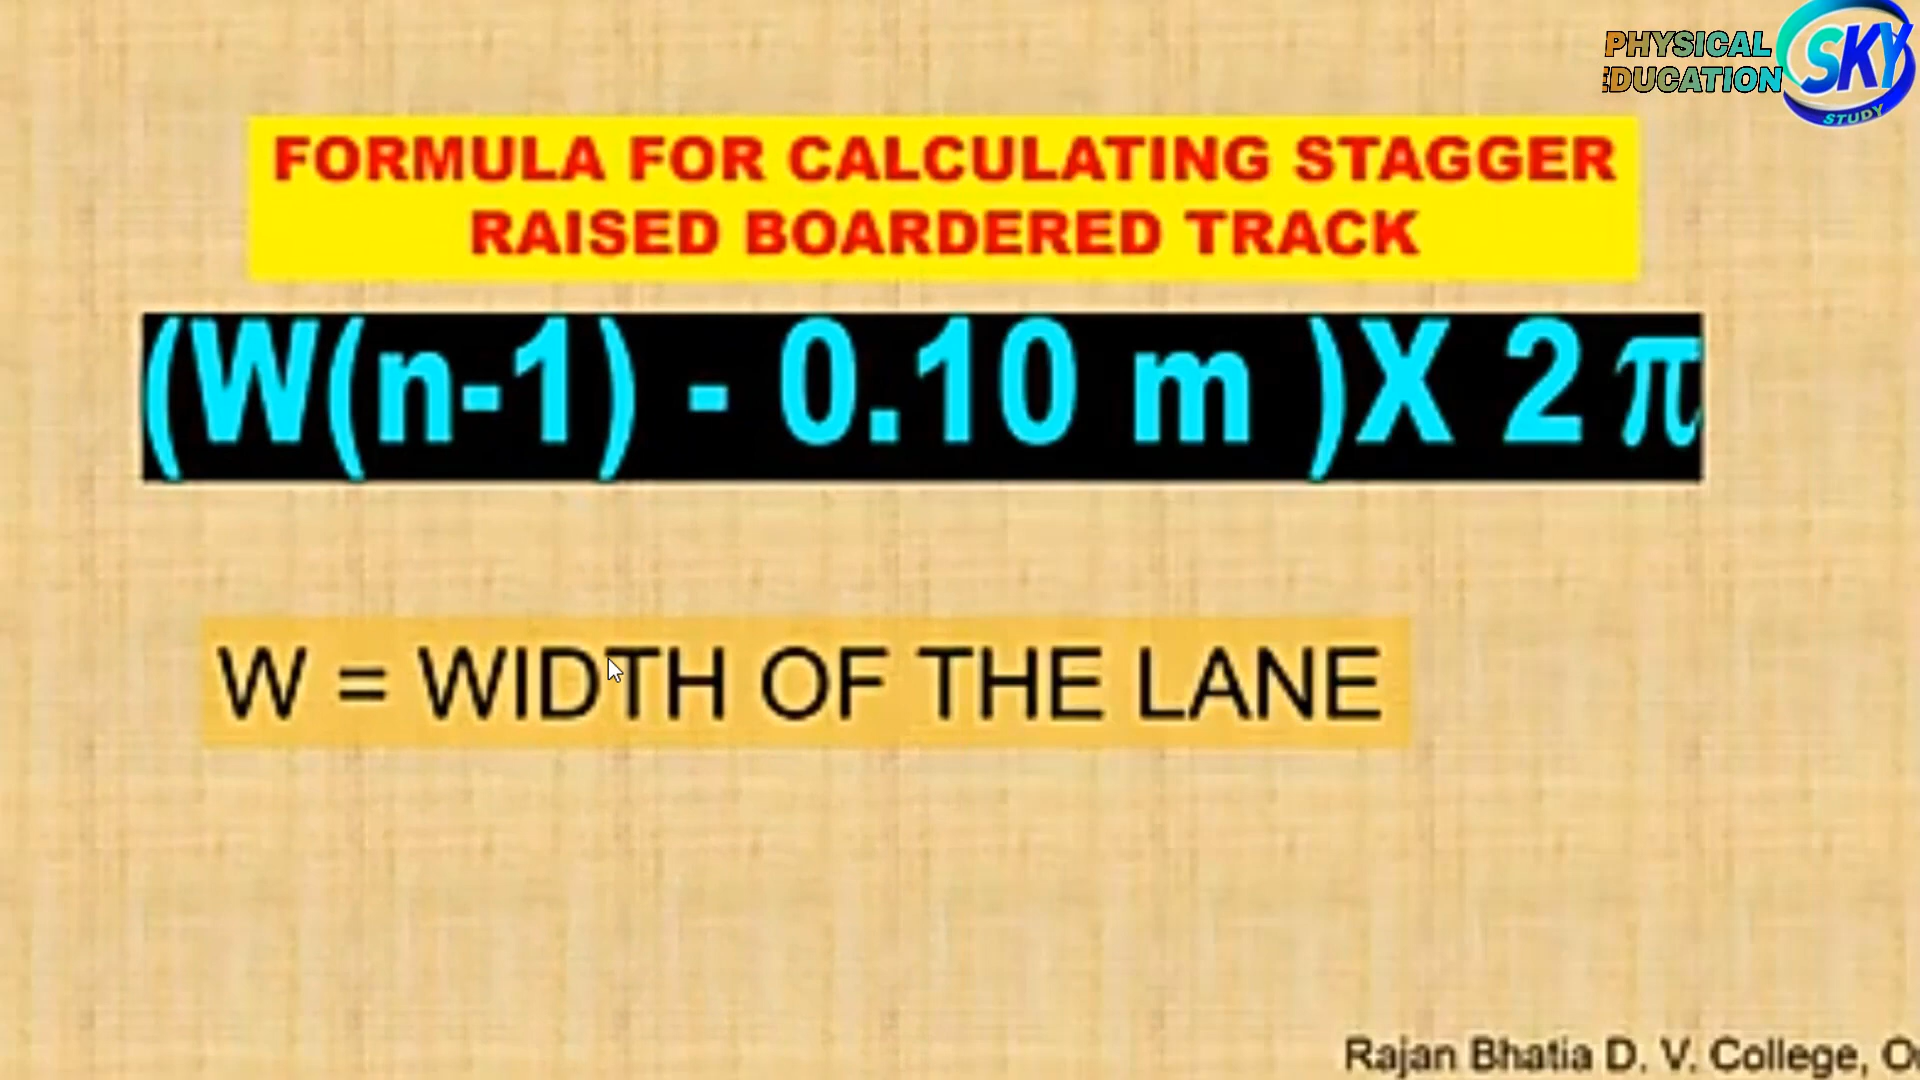 PHYSICAL
EDUCATION
SKY
STUDY
FORMULA FOR CALCULATING STAGGER
RAISED BOARDERED TRACK
(W(n-1) - 0.10 m )X 2 π
W = WIDTH OF THE LANE
Rajan Bhatia D. V. College,